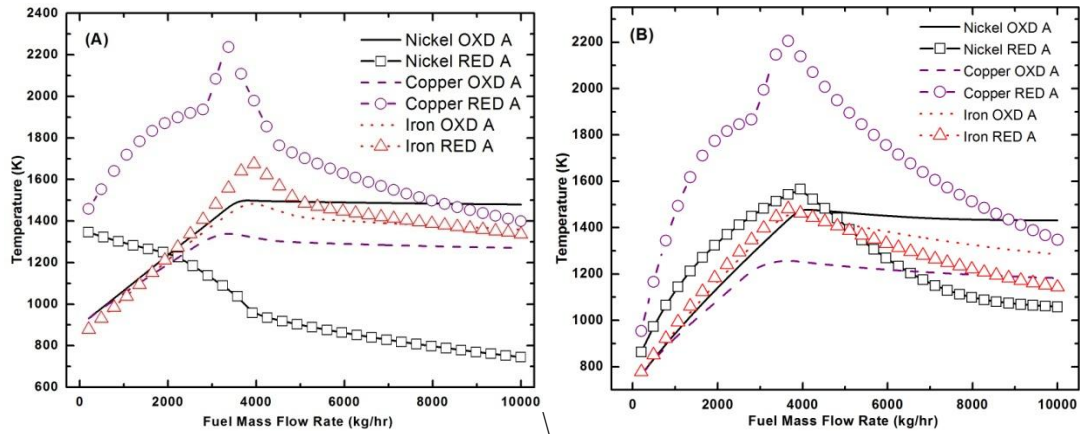 (A)
Nickel OXD A
Nickel RED A
Copper OXD A
Copper RED A
Iron OXD A
Iron RED A
Temperature (K)
2400
2200
2000
1800
1600
1400
1200
1000
800
600
0 2000 4000 6000 8000 10000
Fuel Mass Flow Rate (kg/hr)
(B)
Nickel OXD A
Nickel RED A
Copper OXD A
Copper RED A
Iron OXD A
Iron RED A
Temperature (K)
2200
2000
1800
1600
1400
1200
1000
800
0 2000 4000 6000 8000 10000
Fuel Mass Flow Rate (kg/hr)